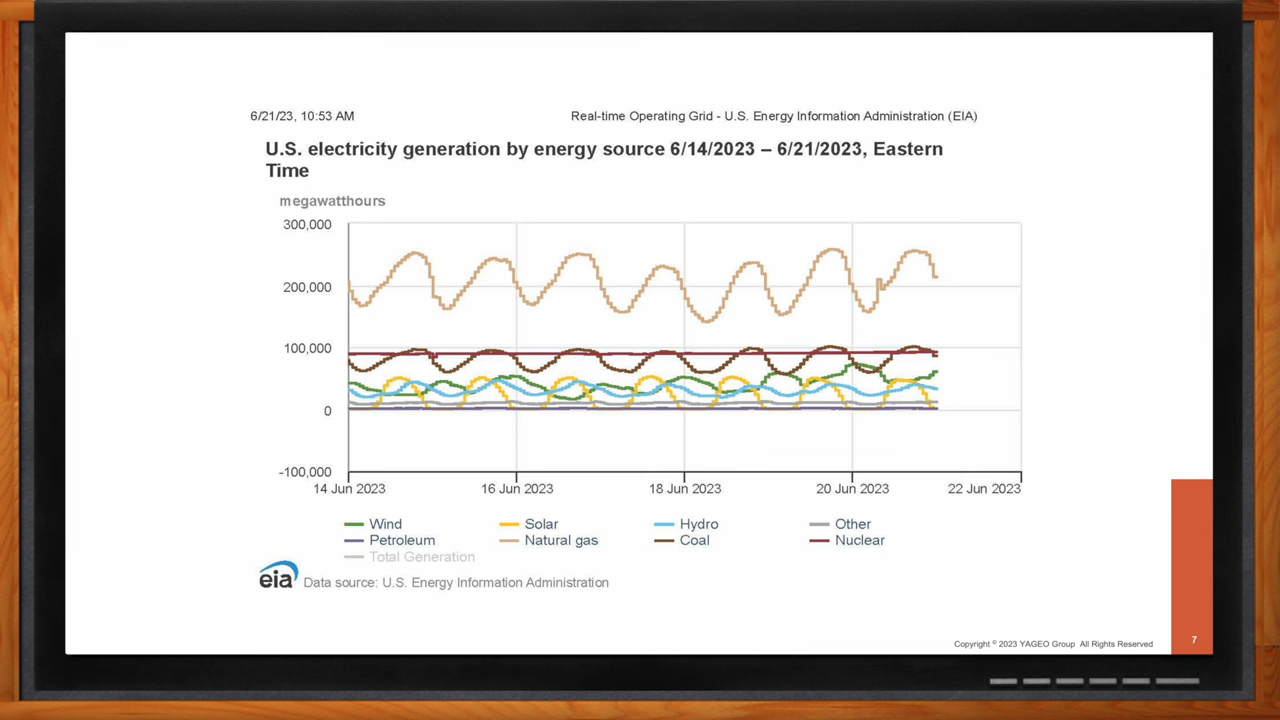 6/21/23, 10:53 AM Real-time Operating Grid - U.S. Energy Information Administration (EIA)
U.S. electricity generation by energy source 6/14/2023 – 6/21/2023, Eastern
Time
megawatthours
300,000
200,000
100,000
0
-100,000
14 Jun 2023 16 Jun 2023 18 Jun 2023 20 Jun 2023 22 Jun 2023
Wind Solar Hydro Other
Petroleum Natural gas Coal Nuclear
Total Generation
eia Data source: U.S. Energy Information Administration
Copyright © 2023 YAGEO Group All Rights Reserved
7